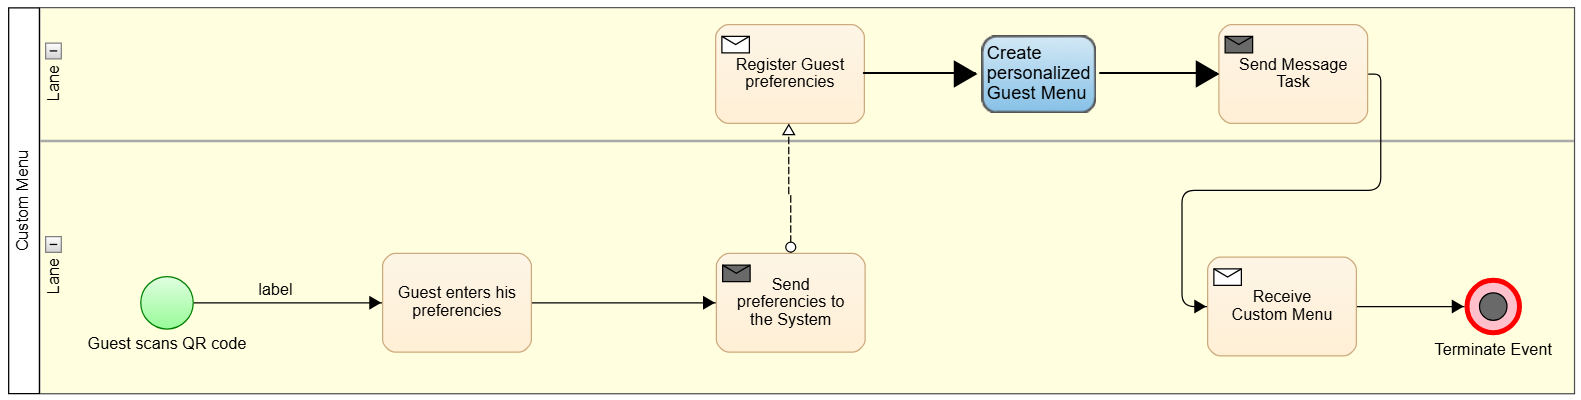 Custom Menu
Lane
Register Guest
preferencies
Create
personalized
Guest Menu
Send Message
Task
Lane
Guest scans QR code
label
Guest enters his
preferencies
Send
preferencies to
the System
Receive
Custom Menu
Terminate Event